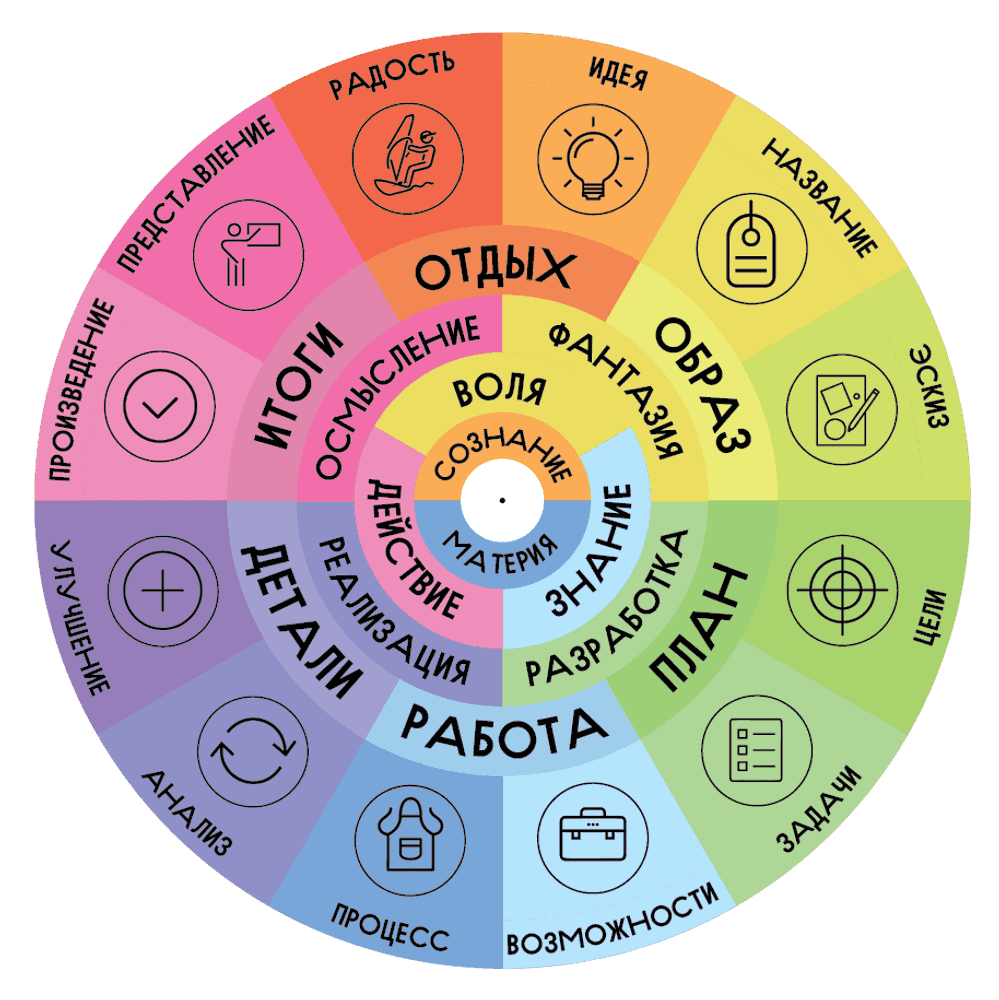 РАДОСТЬ
ИДЕЯ
НАЗВАНИЕ
ЭСКИЗ
ЦЕЛИ
ЗАДАЧИ
ВОЗМОЖНОСТИ
ПРОЦЕСС
АНАЛИЗ
УЛУЧШЕНИЕ
ПРОИЗВЕДЕНИЕ
ПРЕДСТАВЛЕНИЕ
ОТДЫХ
ОБРАЗ
ПЛАН
РАБОТА
ДЕТАЛИ
ИТОГИ
ОСМЫСЛЕНИЕ
ФАНТАЗИЯ
РАЗРАБОТКА
РЕАЛИЗАЦИЯ
ВОЛЯ
ЗНАНИЕ
ДЕЙСТВИЕ
СОЗНАНИЕ
МАТЕРИЯ